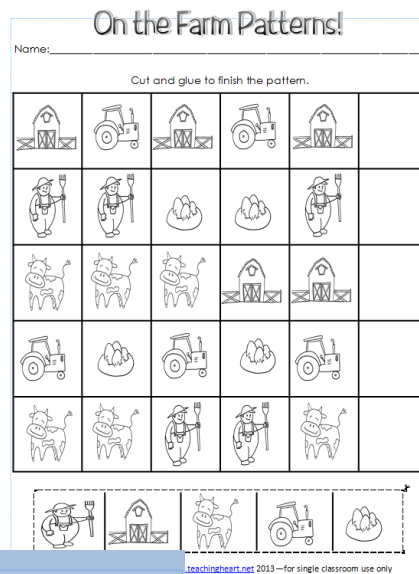 On the Farm Patterns!
Name:
Cut and glue to finish the pattern.
.teachingheart.net 2013—for single classroom use only